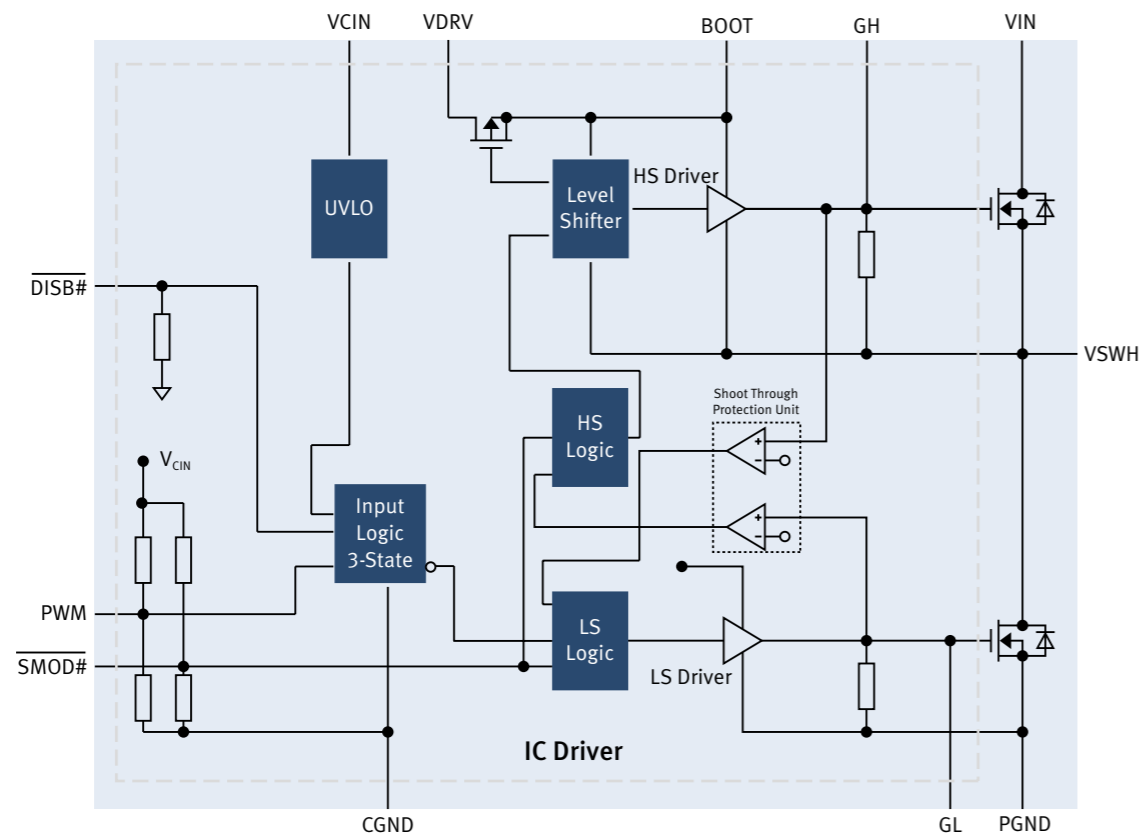 VCIN
VDRV
BOOT
GH
VIN
UVLO
Level
Shifter
HS Driver
DISB#
VSWH
HS
Logic
Shoot Through
Protection Unit
+
-
VCIN
Input
Logic
3-State
+
-
PWM
LS
Logic
SMOD#
LS Driver
IC Driver
CGND
GL
PGND